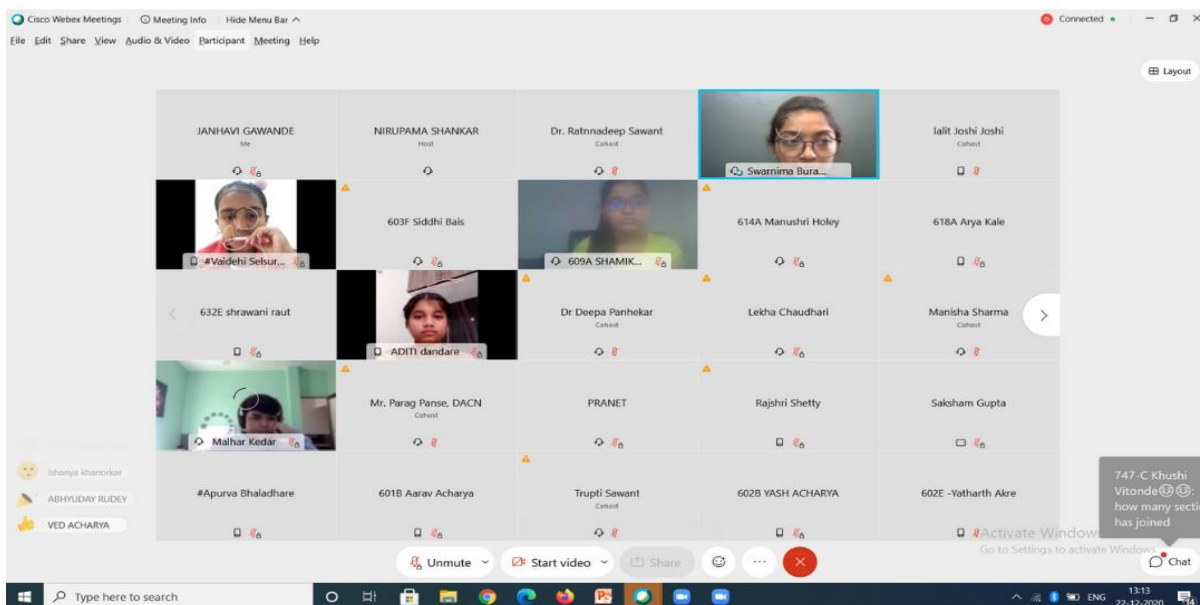 Cisco Webex Meetings Meeting Info Hide Menu Bar Connected
File Edit Share View Audio & Video Participant Meeting Help
Layout
JANHAVI GAWANDE
Me
NIRUPAMA SHANKAR
Host
Dr. Ratnnadeep Sawant
Cohost
Swarnima Bura...
lalit Joshi Joshi
Cohost
#Vaidehi Selsur...
603F Siddhi Bais
609A SHAMIK...
614A Manushri Holey
618A Arya Kale
632E shrawani raut
ADITI dandare
Dr Deepa Panhekar
Cohost
Lekha Chaudhari
Manisha Sharma
Cohost
Malhar Kedar
Mr. Parag Panse, DACN
Cohost
PRANET
Rajshri Shetty
Saksham Gupta
#Apurva Bhaladhare
601B Aarav Acharya
Trupti Sawant
Cohost
602B YASH ACHARYA
602E -Yatharth Akre
Ishanya khanorkar
ABHYUDAY RUDEY
VED ACHARYA
747-C Khushi
Vitonde😢😢:
how many secti
has joined
Activate Windows
Go to Settings to activate Windows.
Unmute Start video Share
Chat
Type here to search
ENG
13:13
22-12-2020